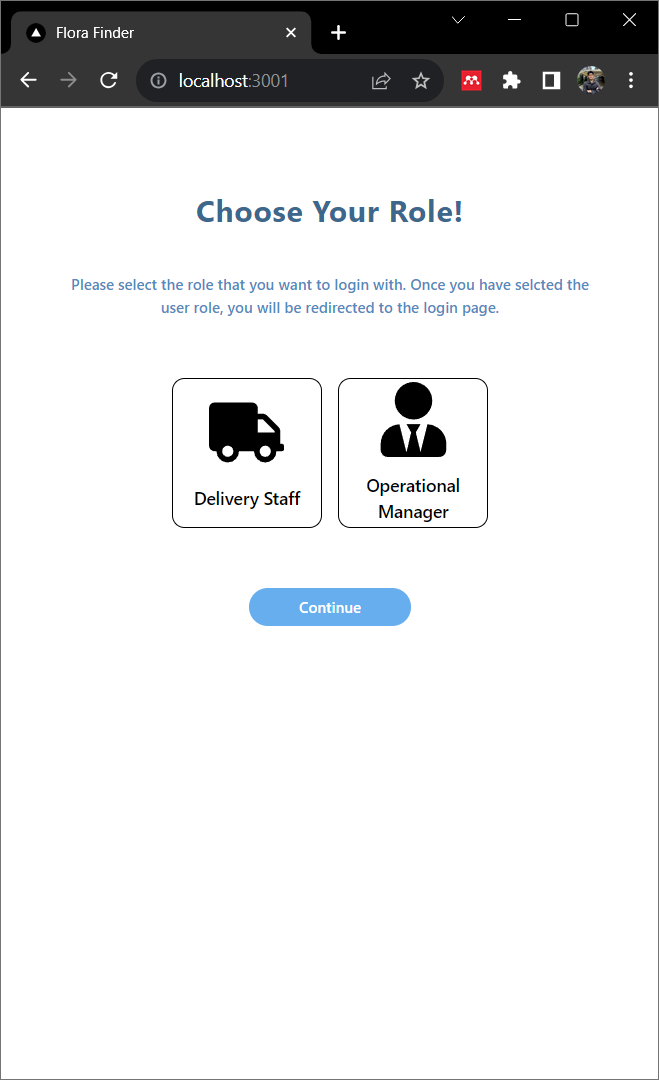 Flora Finder
localhost:3001
Choose Your Role!
Please select the role that you want to login with. Once you have selcted the
user role, you will be redirected to the login page.
Delivery Staff
Operational
Manager
Continue